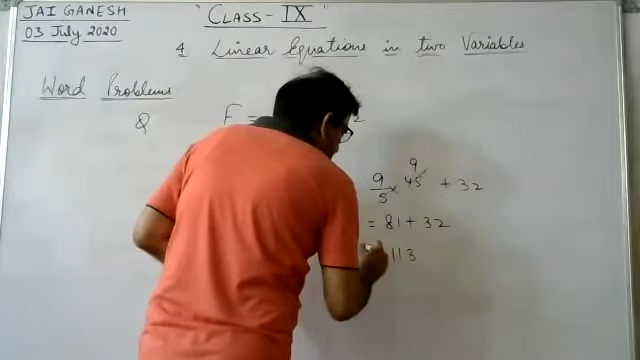 JAI GANESH
03 July 2020
"CLASS - IX"
4 Linear Equations in two Variables
Word Problems
Q F = 2
9/5 × 45 9 + 32
= 81 + 32
113